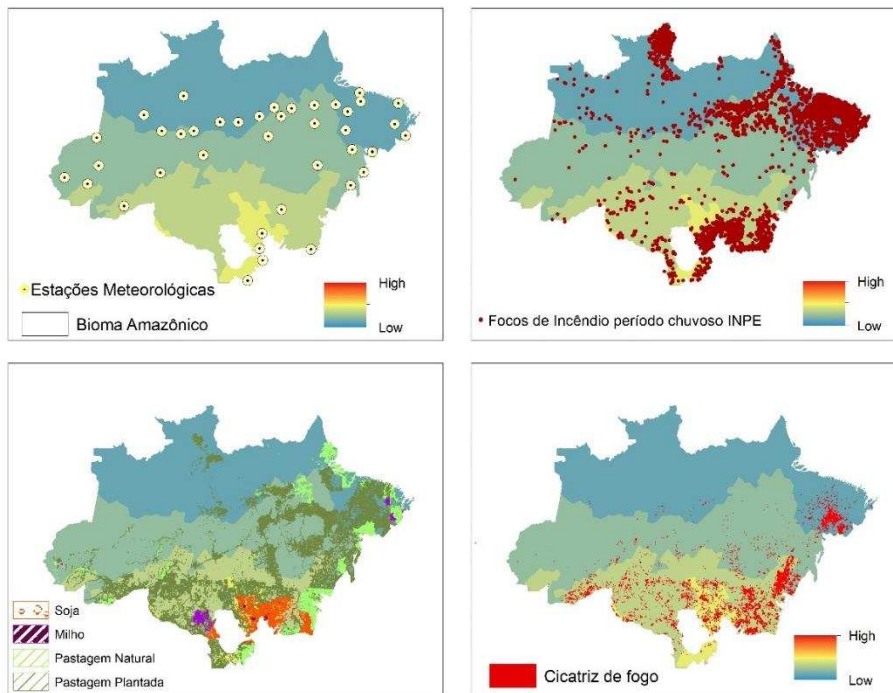 Estações Meteorológicas
Bioma Amazônico
High
Low
Focos de Incêndio período chuvoso INPE
High
Low
Soja
Milho
Pastagem Natural
Pastagem Plantada
Cicatriz de fogo
High
Low